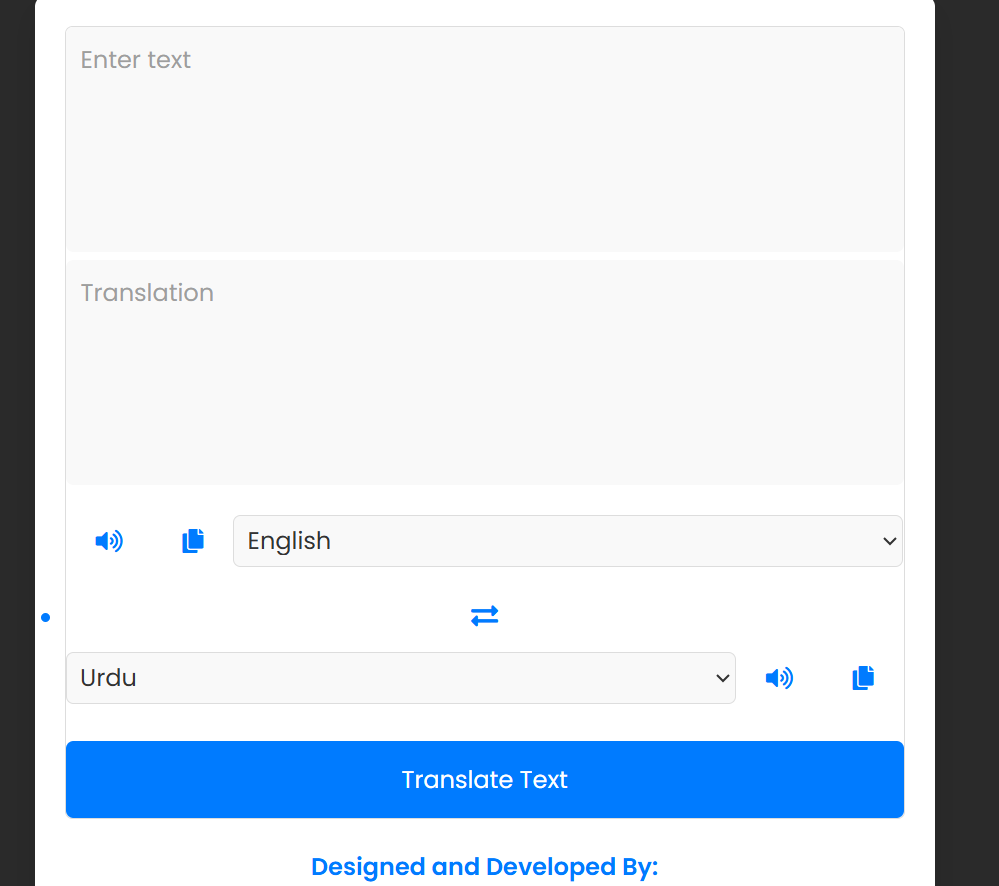 Enter text
Translation
English
Urdu
Translate Text
Designed and Developed By: